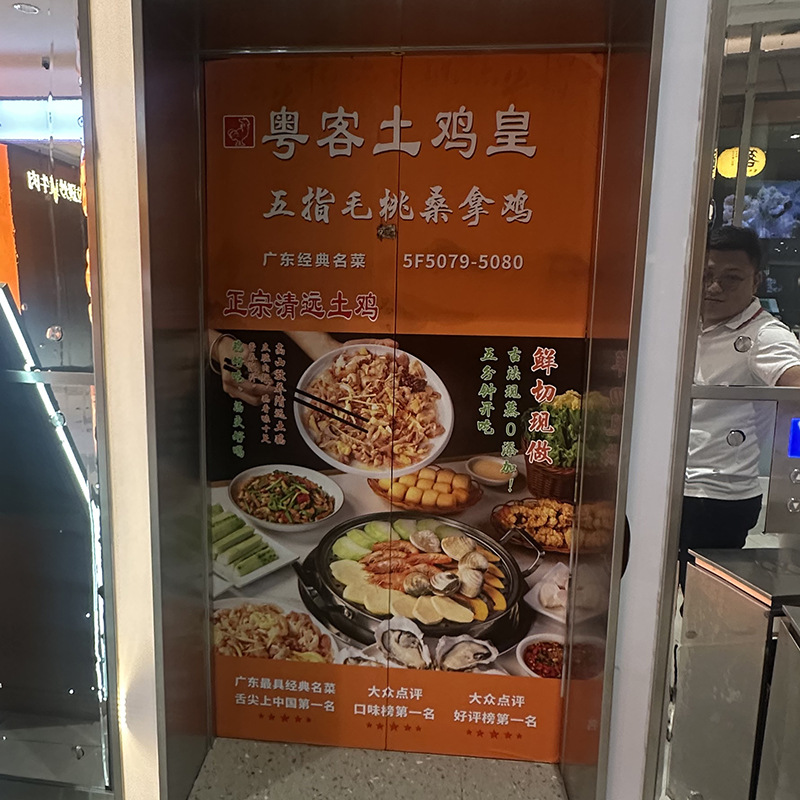 粤客土鸡皇
五指毛桃桑拿鸡
广东经典名菜 5F5079-5080
正宗清远土鸡
鲜切现做
古法现蒸0添加!
五分钟开吃
广东最具经典名菜
舌尖上中国第一名
大众点评
口味榜第一名
大众点评
好评榜第一名
牛肉